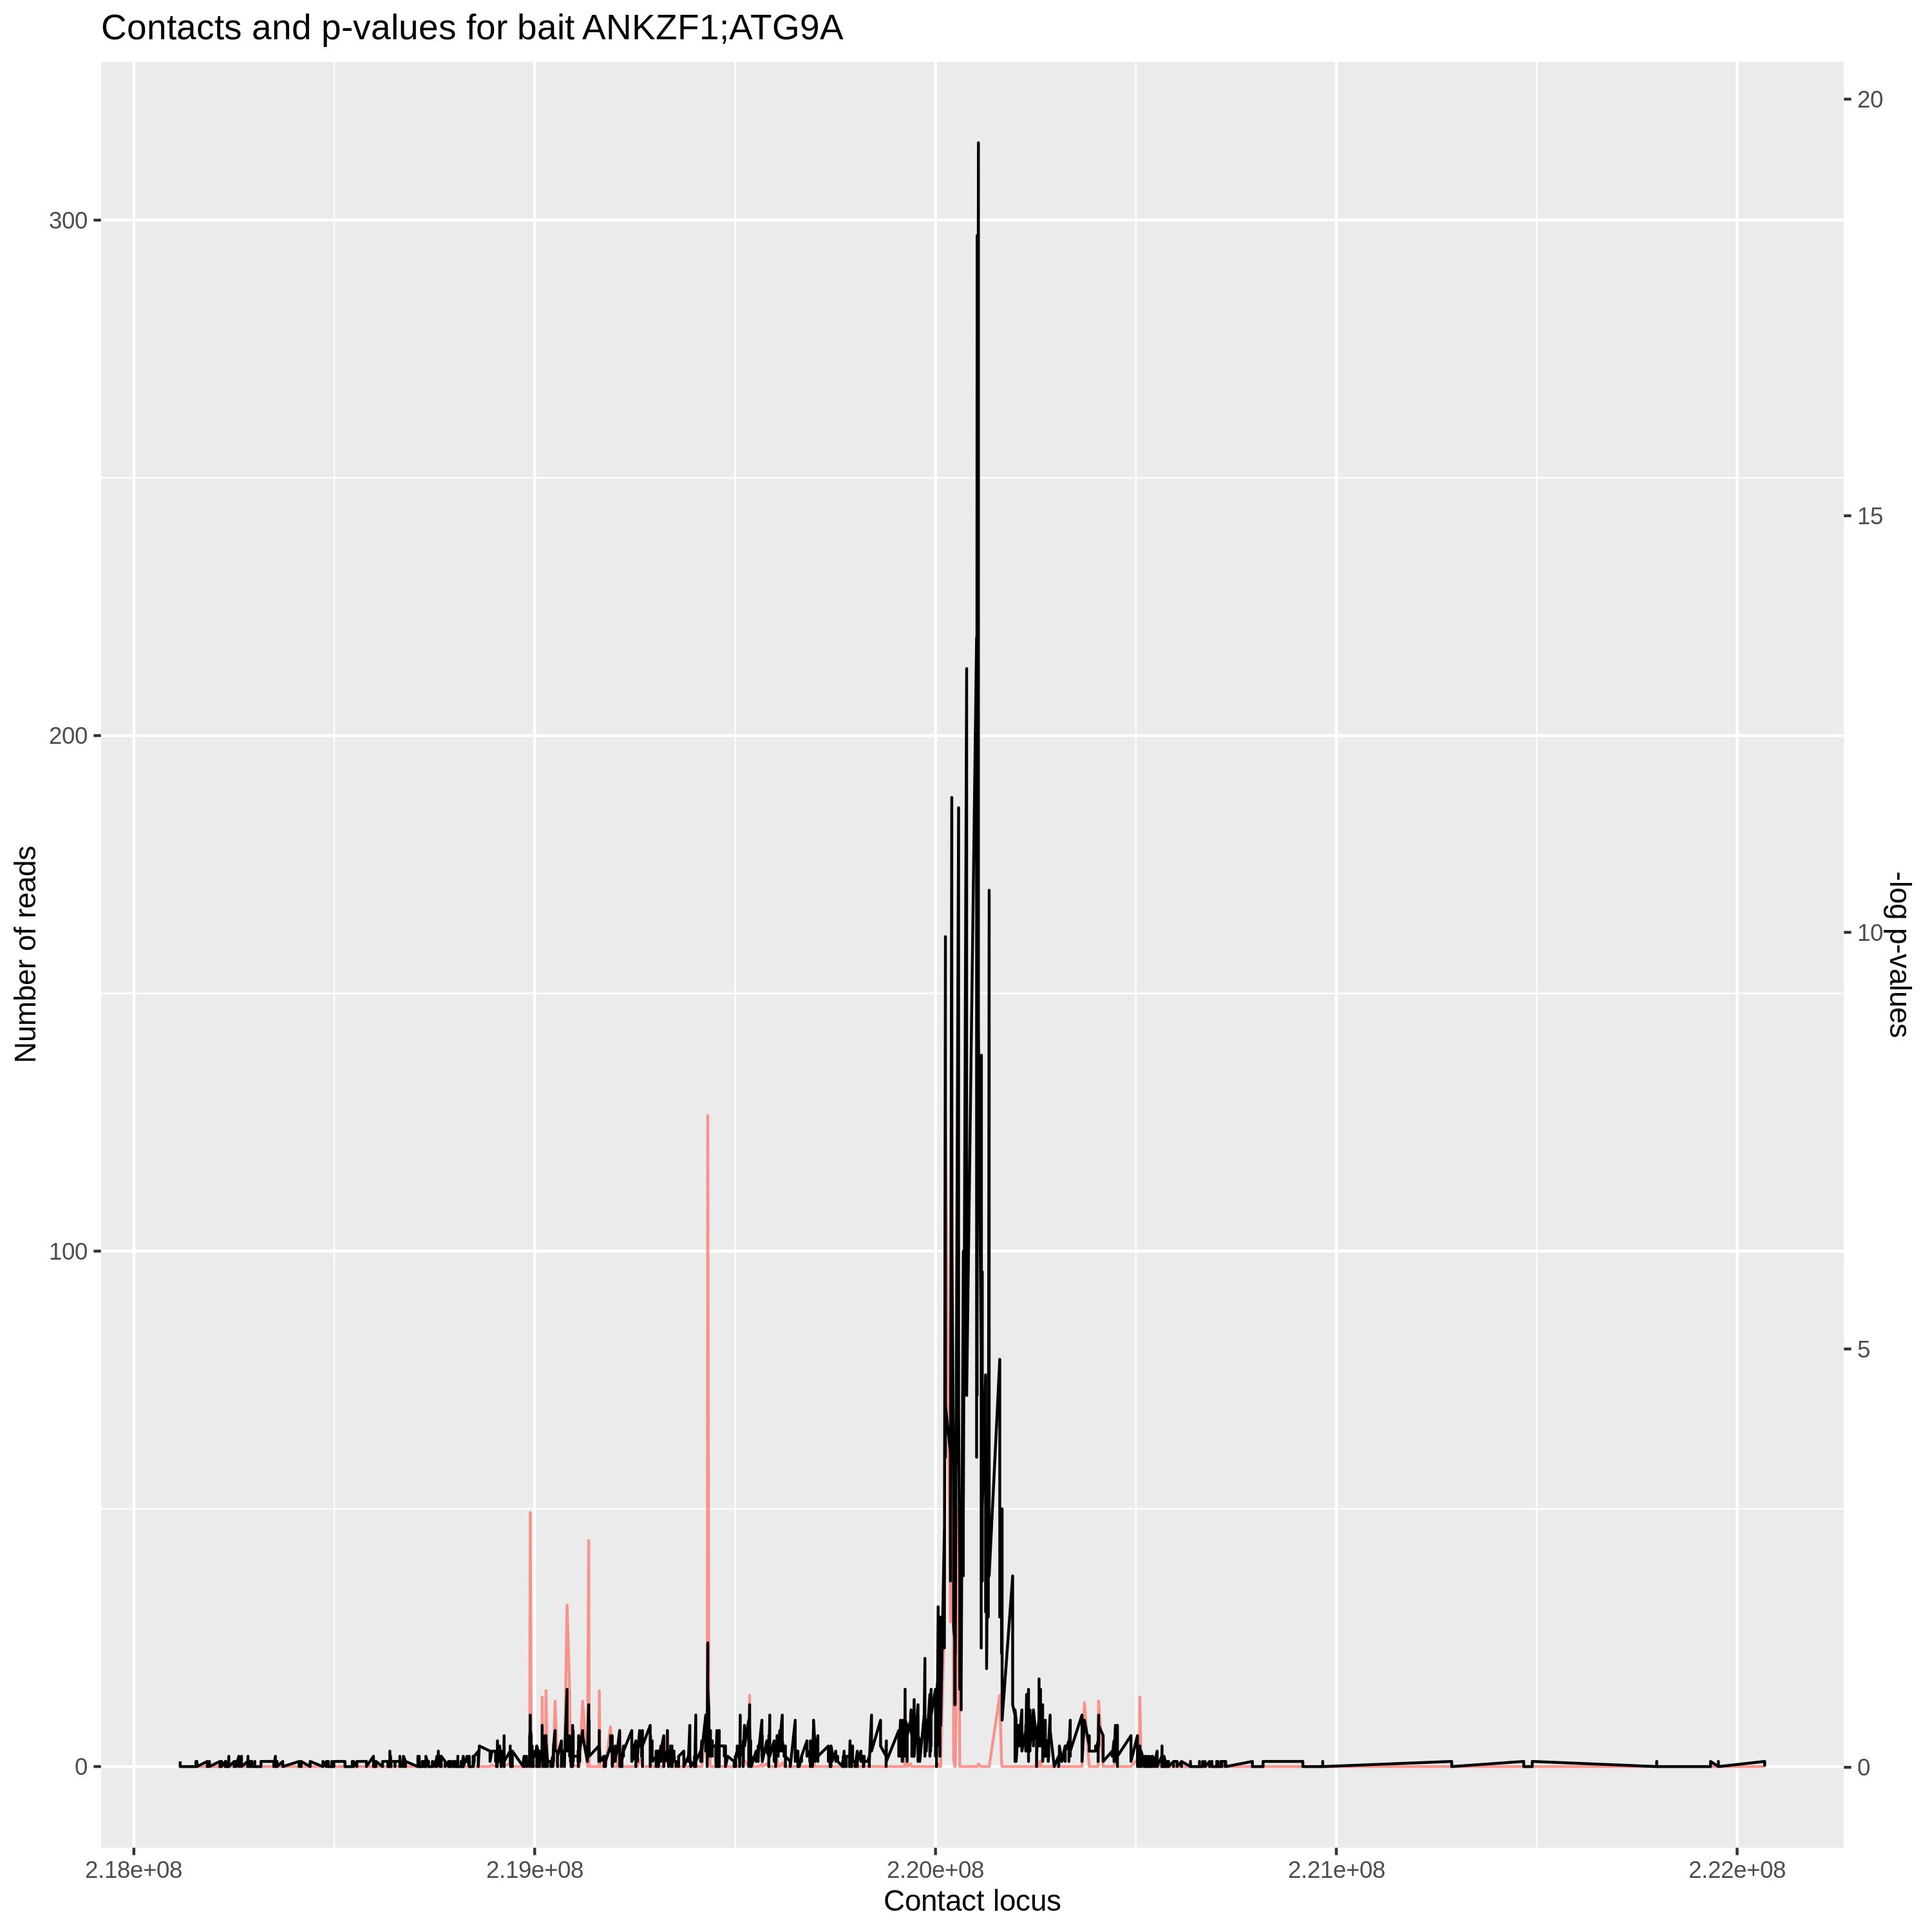 Contacts and p-values for bait ANKZF1;ATG9A
Number of reads
300
200
100
0
20
15
10
5
0
-log p-values
2.18e+08 2.19e+08 2.20e+08 2.21e+08 2.22e+08
Contact locus